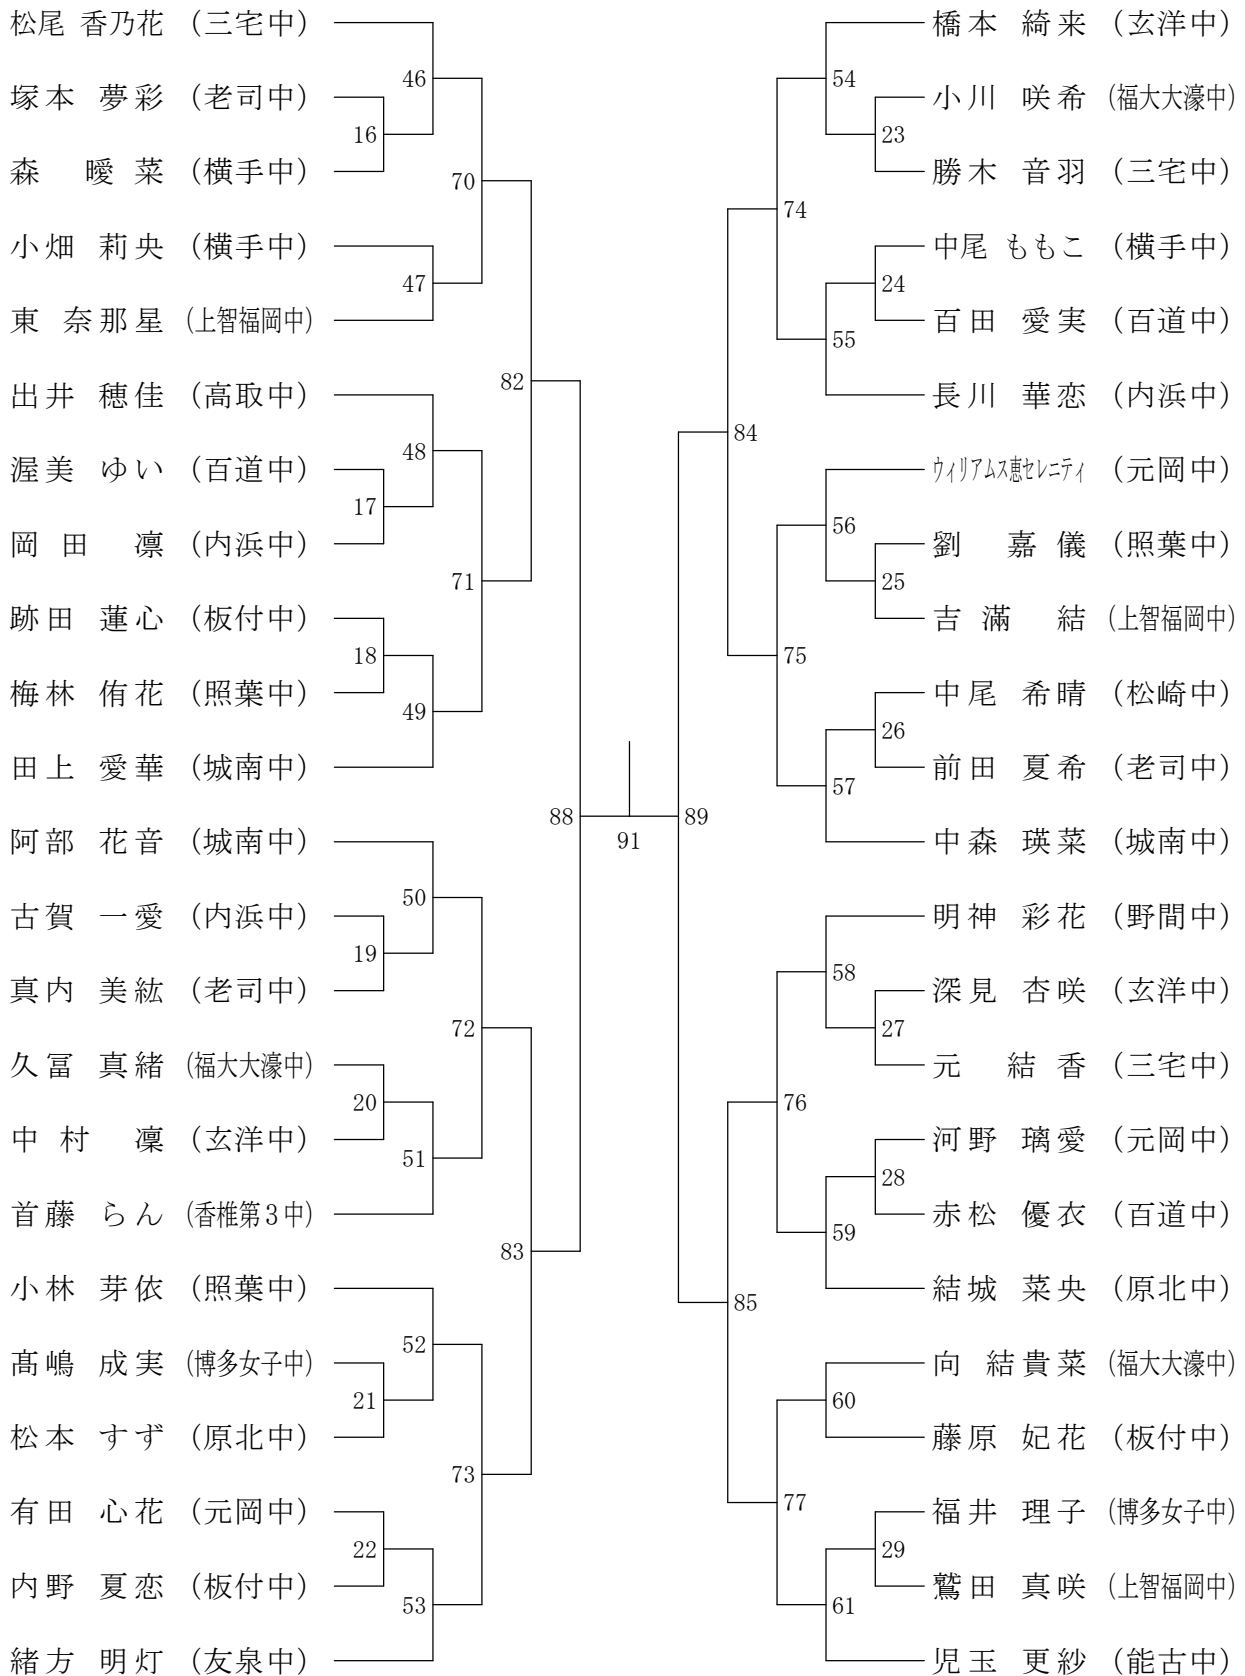 松尾 香乃花 (三宅中)
塚本 夢彩 (老司中)
森 曖菜 (横手中)
小畑 莉央 (横手中)
東 奈那星 (上智福岡中)
出井 穂佳 (高取中)
渥美 ゆい (百道中)
岡田 凛 (内浜中)
跡田 蓮心 (板付中)
梅林 侑花 (照葉中)
田上 愛華 (城南中)
阿部 花音 (城南中)
古賀 一愛 (内浜中)
真内 美紘 (老司中)
久冨 真緒 (福大大濠中)
中村 凜 (玄洋中)
首藤 らん (香椎第3中)
小林 芽依 (照葉中)
髙嶋 成実 (博多女子中)
松本 すず (原北中)
有田 心花 (元岡中)
内野 夏恋 (板付中)
緒方 明灯 (友泉中)
16
17
18
19
20
21
22
46
47
48
49
50
51
52
53
70
71
72
73
82
83
88
91
89
84
85
74
75
76
77
54
55
56
57
58
59
60
61
23
24
25
26
27
28
29
橋本 綺来 (玄洋中)
小川 咲希 (福大大濠中)
勝木 音羽 (三宅中)
中尾 ももこ (横手中)
百田 愛実 (百道中)
長川 華恋 (内浜中)
ウィリアムス恵セレニティ (元岡中)
劉 嘉儀 (照葉中)
吉満 結 (上智福岡中)
中尾 希晴 (松崎中)
前田 夏希 (老司中)
中森 瑛菜 (城南中)
明神 彩花 (野間中)
深見 杏咲 (玄洋中)
元 結香 (三宅中)
河野 璃愛 (元岡中)
赤松 優衣 (百道中)
結城 菜央 (原北中)
向 結貴菜 (福大大濠中)
藤原 妃花 (板付中)
福井 理子 (博多女子中)
鷲田 真咲 (上智福岡中)
児玉 更紗 (能古中)